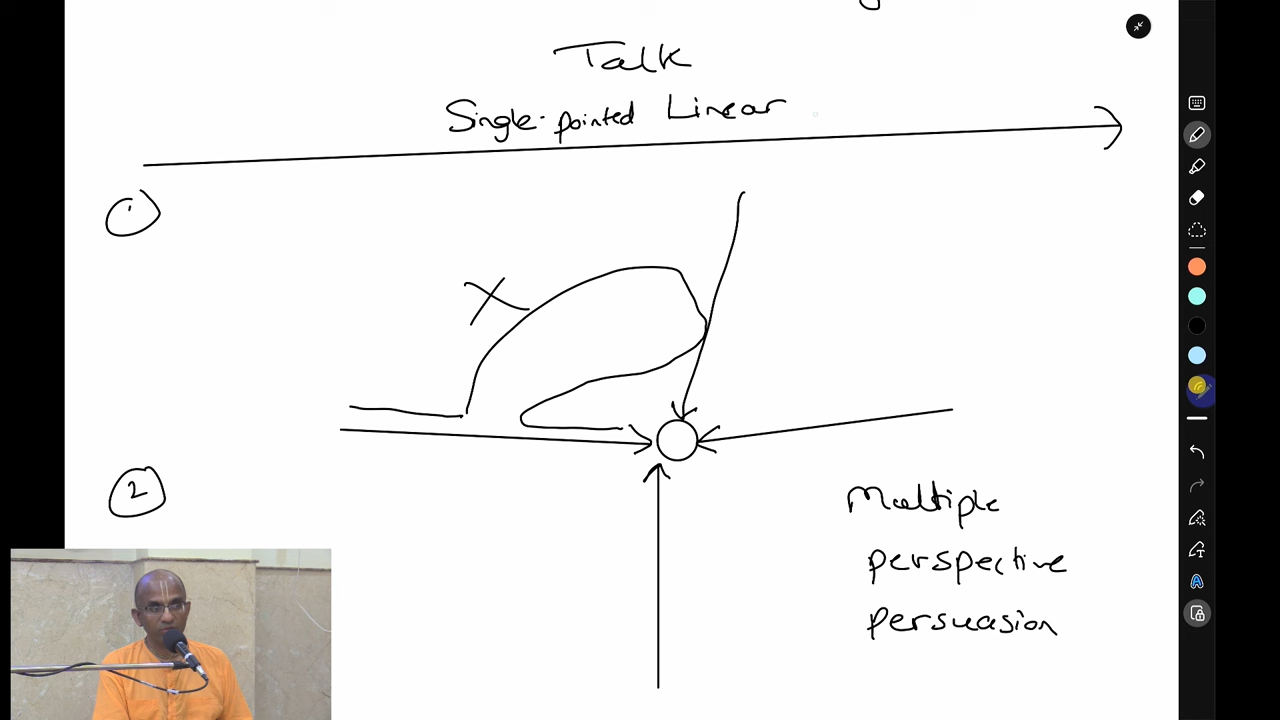 Talk
Single-pointed Linear
1
X
2
Multiple
perspective
persuasion